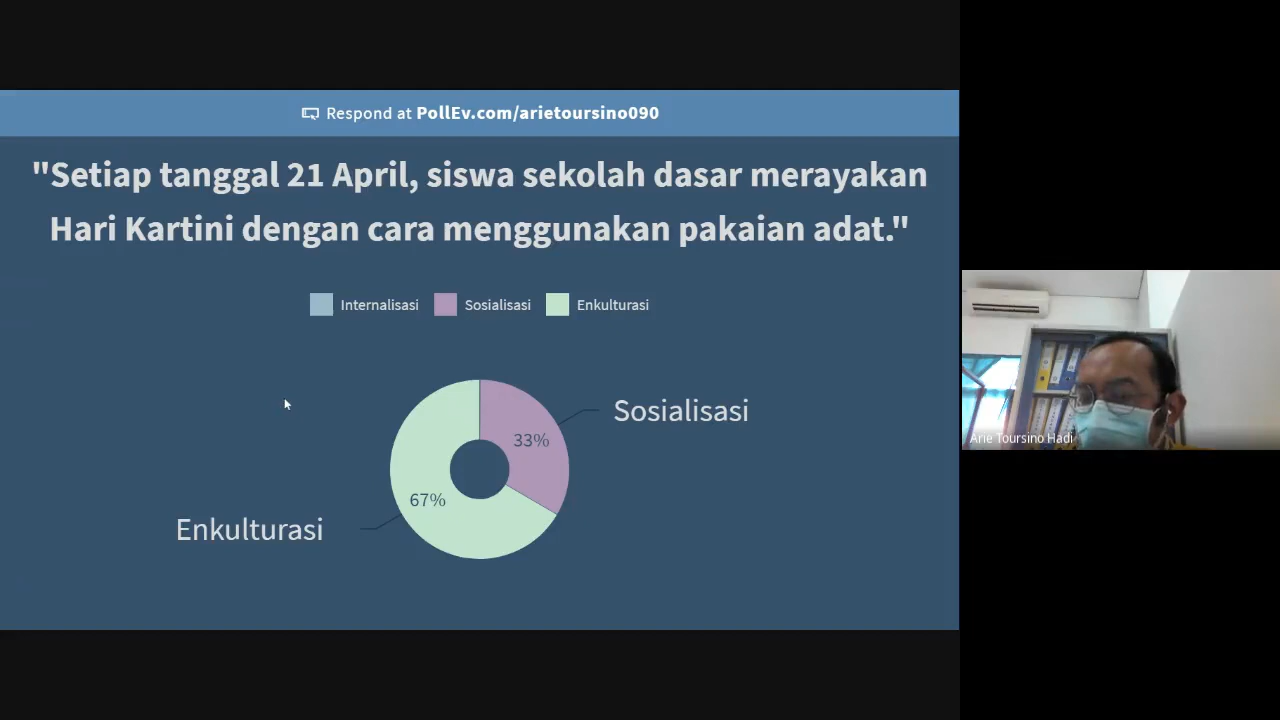 Respond at PollEv.com/arietoursino090
"Setiap tanggal 21 April, siswa sekolah dasar merayakan
Hari Kartini dengan cara menggunakan pakaian adat."
Internalisasi Sosialisasi Enkulturasi
Sosialisasi
33%
67%
Enkulturasi
Arie Toursino Hadi